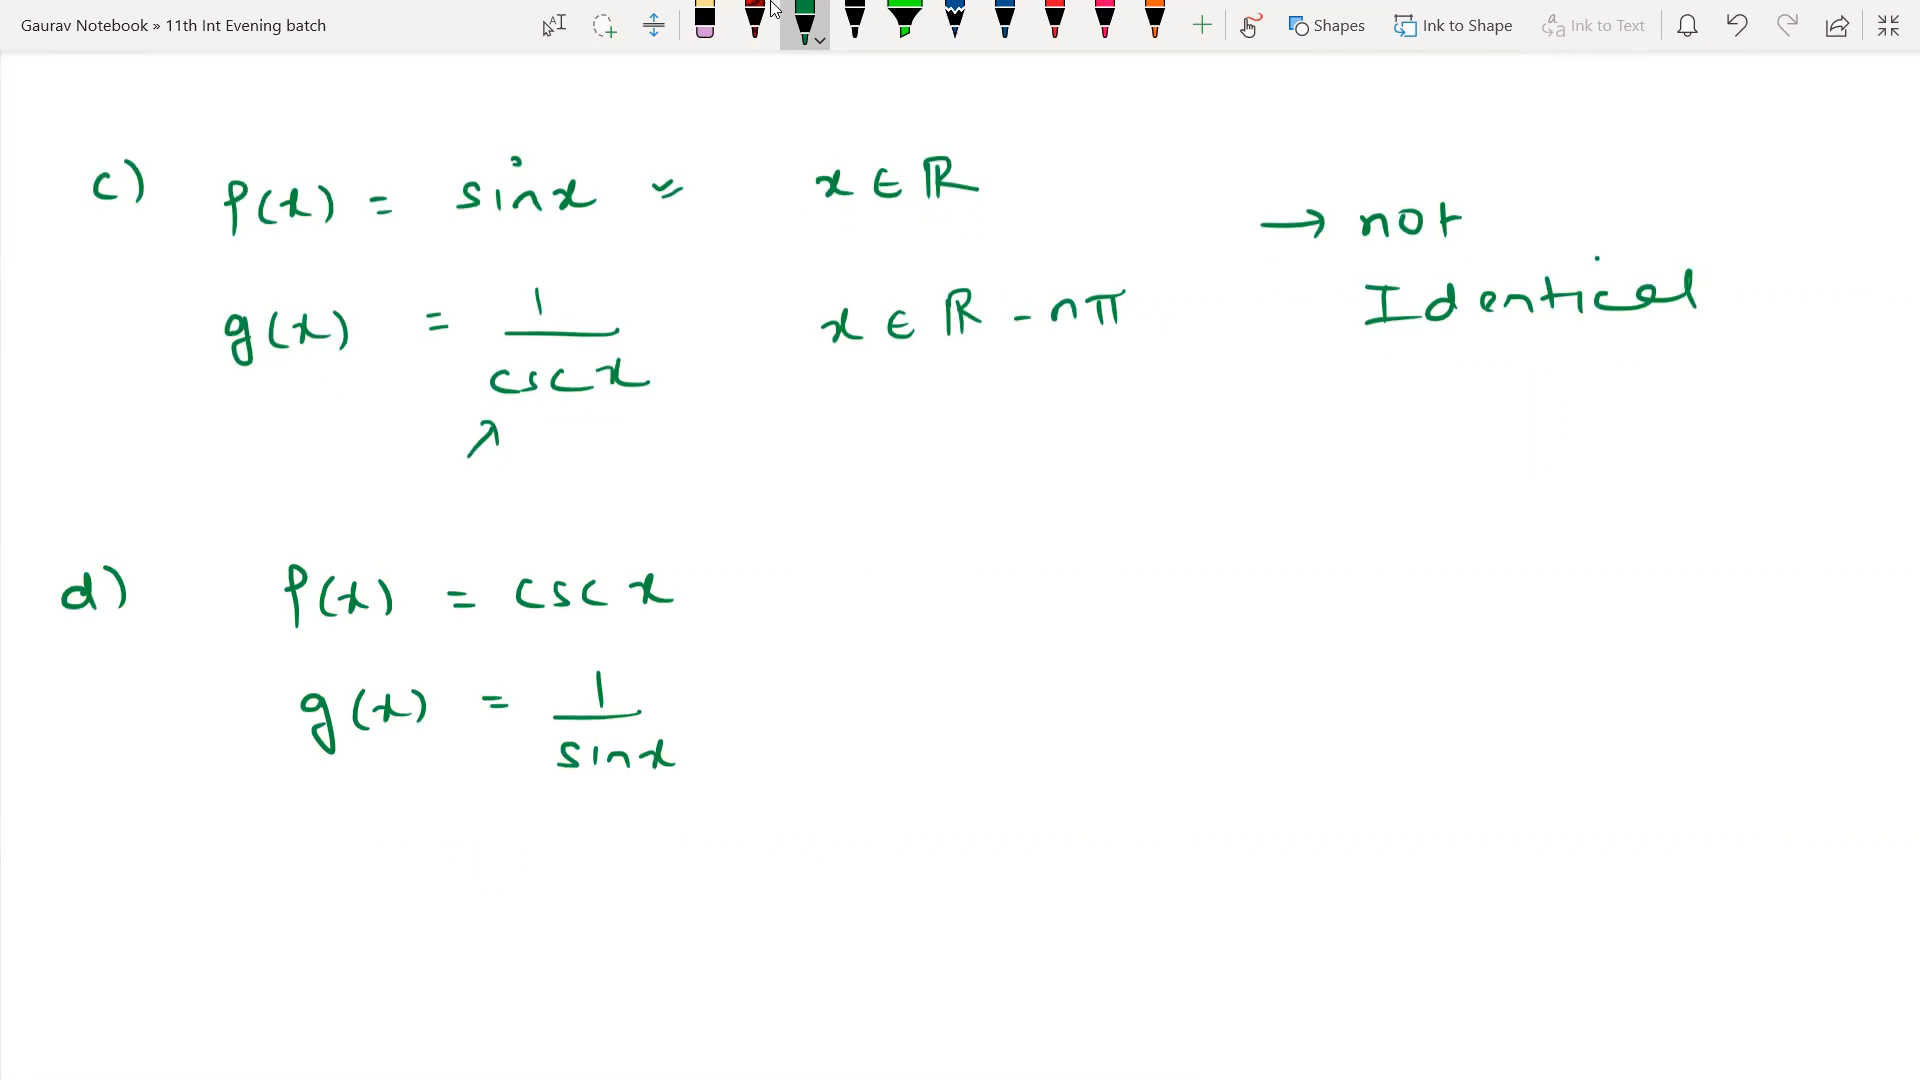 Gaurav Notebook » 11th Int Evening batch
Shapes
Ink to Shape
Ink to Text
c) f(x) = sinx x ∈ ℝ
→ not
Identical
g(x) = 1/cscx x ∈ ℝ - nπ
d) f(x) = csc x
g(x) = 1/sinx